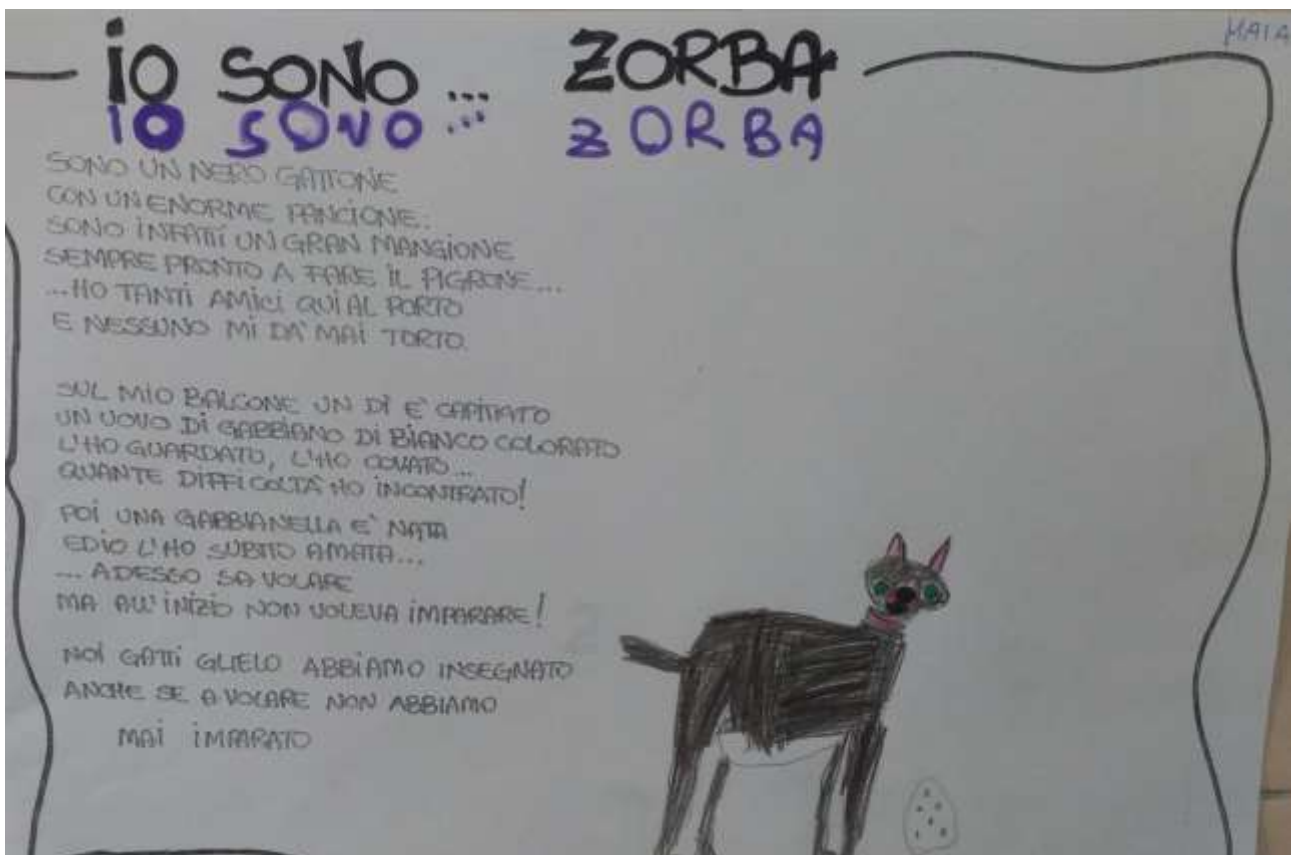 MAIA
iO SONO... ZORBA
IO SONO... ZORBA
SONO UN NERO GATTONE
CON UN ENORME PANCIONE.
SONO INFATTI UN GRAN MANGIONE
SEMPRE PRONTO A FARE IL PIGRONE...
...HO TANTI AMICI QUI AL PORTO
E NESSUNO MI DA' MAI TORTO.
SUL MIO BALCONE UN DÌ E' CAPITATO
UN UOVO DI GABBIANO DI BIANCO COLORATO
L'HO GUARDATO, L'HO COVATO...
QUANTE DIFFICOLTÀ HO INCONTRATO!
POI UNA GABBIANELLA E' NATA
ED IO L'HO SUBITO AMATA...
... ADESSO SA VOLARE
MA ALL'INIZIO NON VOLEVA IMPARARE!
NOI GATTI GLIELO ABBIAMO INSEGNATO
ANCHE SE A VOLARE NON ABBIAMO
MAI IMPARATO